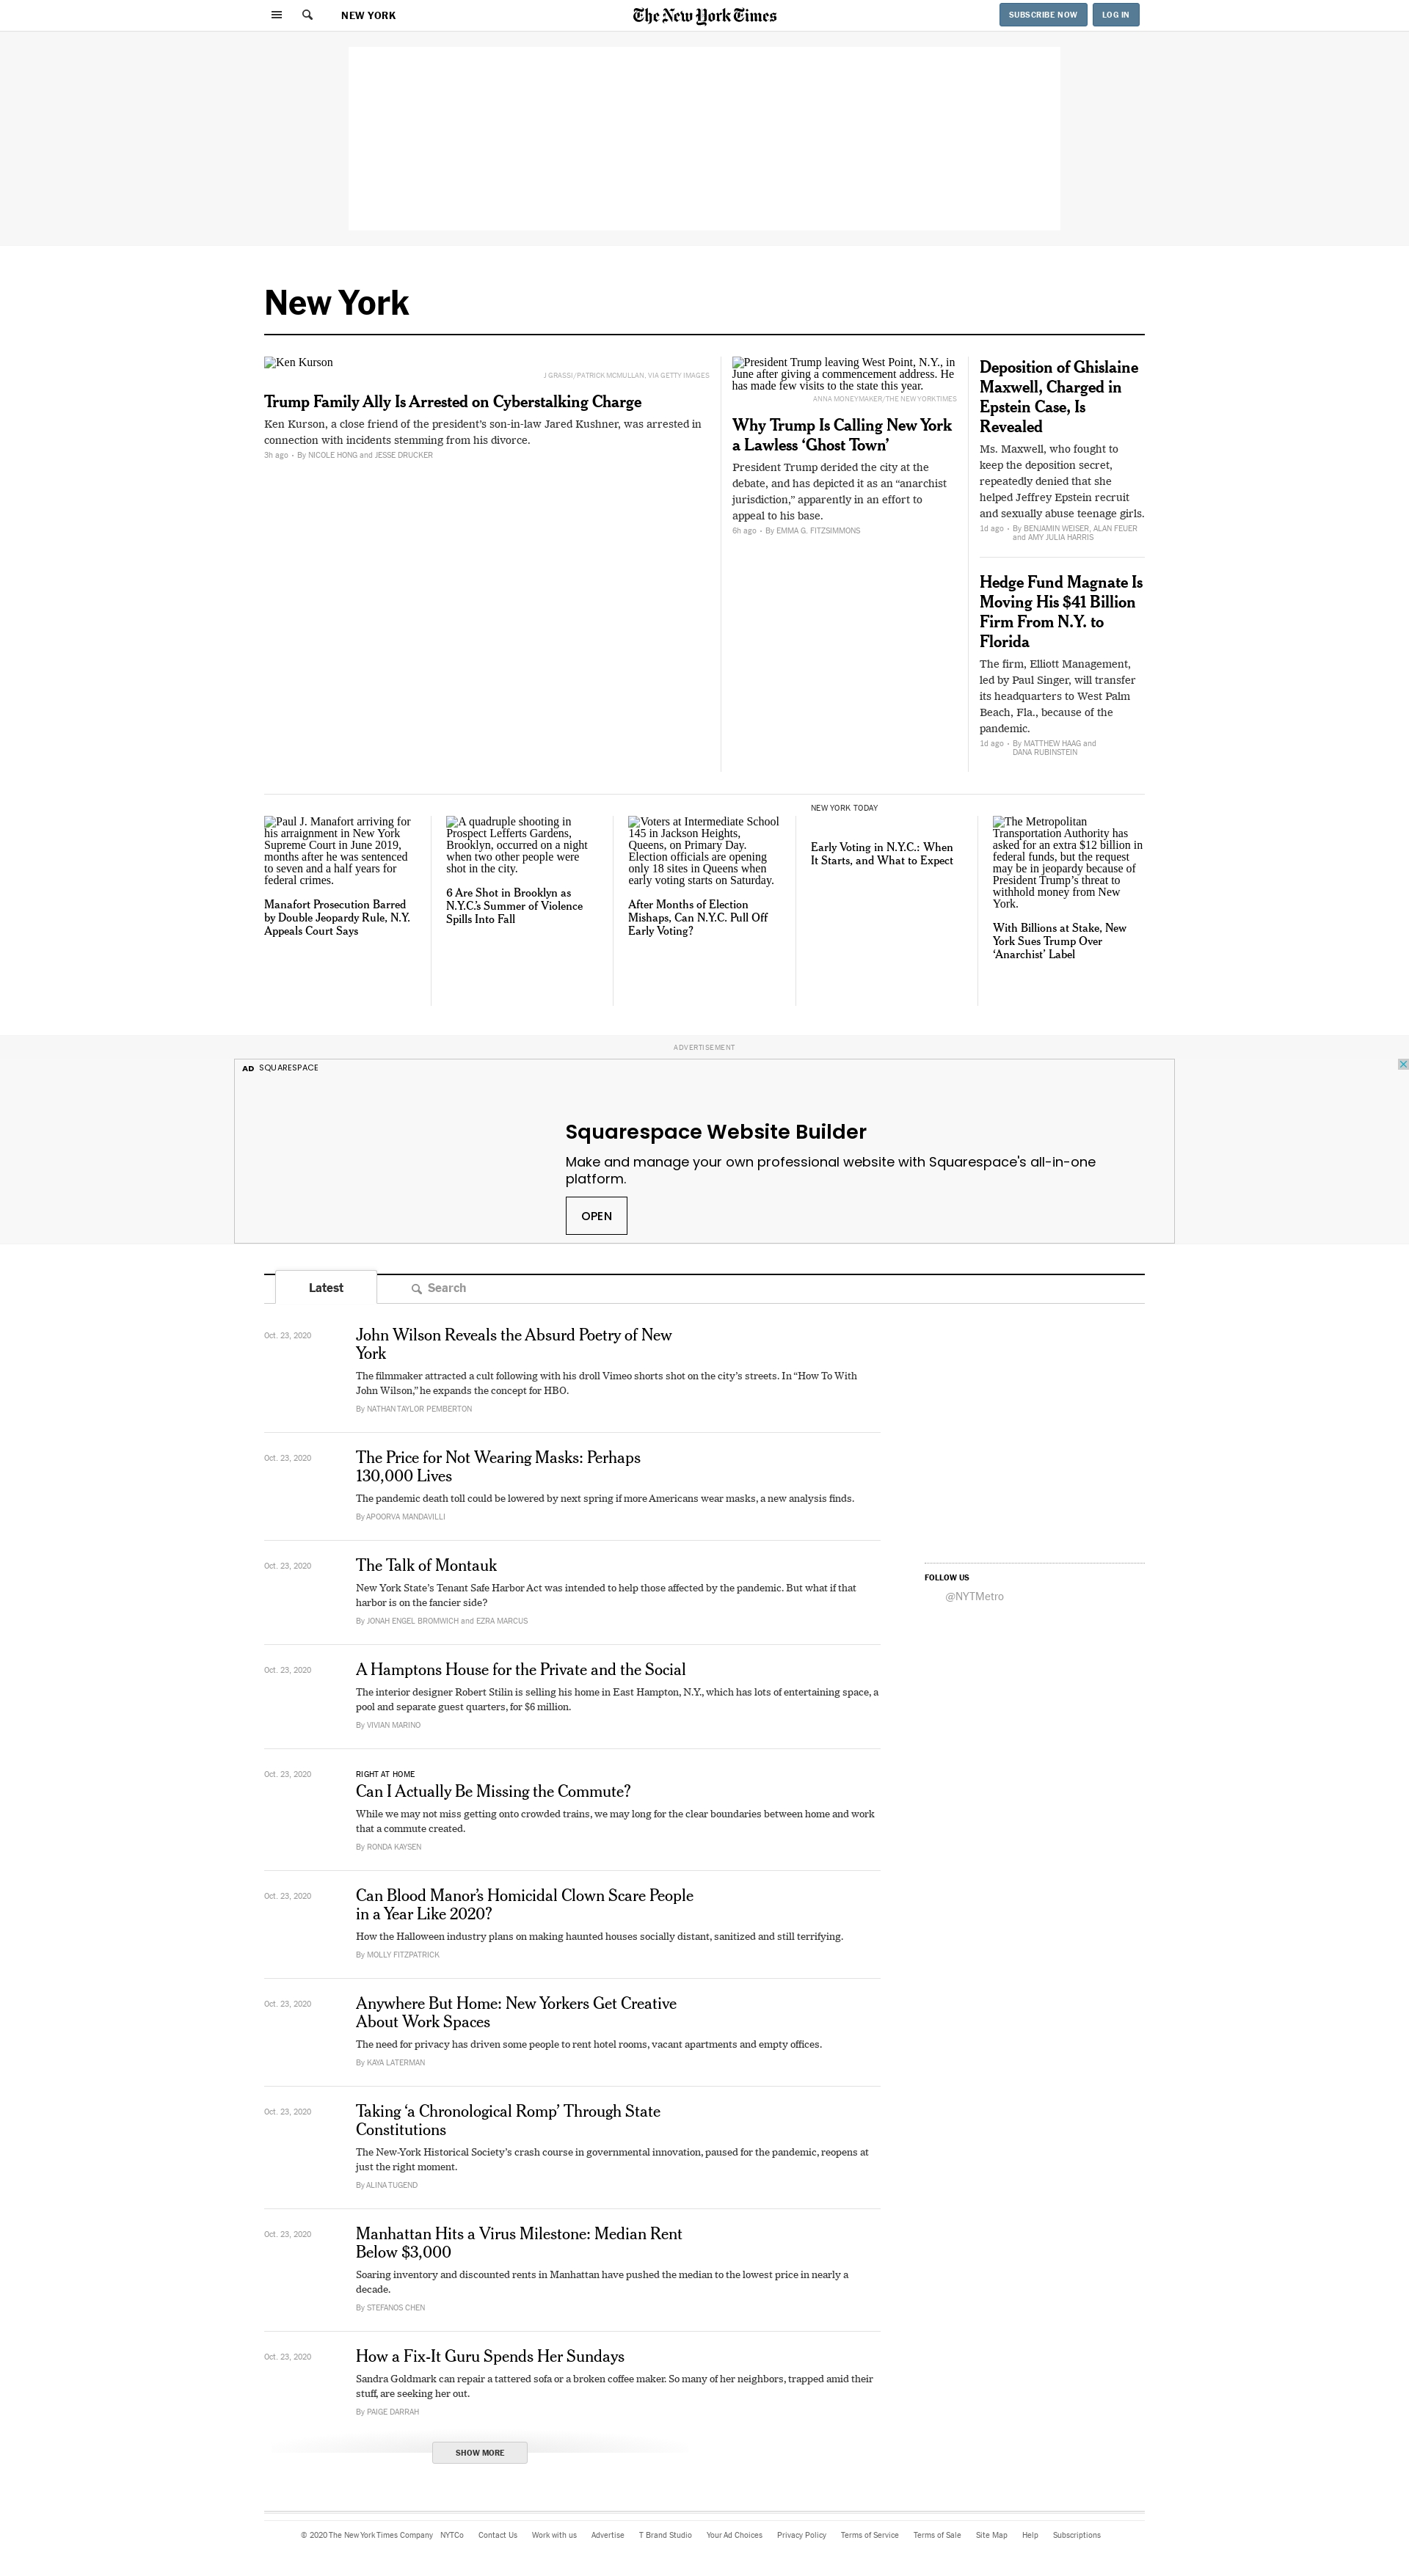 NEW YORK
The New York Times
SUBSCRIBE NOW
LOG IN
New York
Ken Kurson
J GRASSI/PATRICK MCMULLAN, VIA GETTY IMAGES
Trump Family Ally Is Arrested on Cyberstalking Charge
Ken Kurson, a close friend of the president's son-in-law Jared Kushner, was arrested in
connection with incidents stemming from his divorce.
3h ago • By NICOLE HONG and JESSE DRUCKER
President Trump leaving West Point, N.Y., in
June after giving a commencement address. He
has made few visits to the state this year.
ANNA MONEYMAKER/THE NEW YORK TIMES
Why Trump Is Calling New York
a Lawless ‘Ghost Town’
President Trump derided the city at the
debate, and has depicted it as an “anarchist
jurisdiction,” apparently in an effort to
appeal to his base.
6h ago • By EMMA G. FITZSIMMONS
Deposition of Ghislaine
Maxwell, Charged in
Epstein Case, Is
Revealed
Ms. Maxwell, who fought to
keep the deposition secret,
repeatedly denied that she
helped Jeffrey Epstein recruit
and sexually abuse teenage girls.
1d ago • By BENJAMIN WEISER, ALAN FEUER
and AMY JULIA HARRIS
Hedge Fund Magnate Is
Moving His $41 Billion
Firm From N.Y. to
Florida
The firm, Elliott Management,
led by Paul Singer, will transfer
its headquarters to West Palm
Beach, Fla., because of the
pandemic.
1d ago • By MATTHEW HAAG and
DANA RUBINSTEIN
Paul J. Manafort arriving for
his arraignment in New York
Supreme Court in June 2019,
months after he was sentenced
to seven and a half years for
federal crimes.
Manafort Prosecution Barred
by Double Jeopardy Rule, N.Y.
Appeals Court Says
A quadruple shooting in
Prospect Lefferts Gardens,
Brooklyn, occurred on a night
when two other people were
shot in the city.
6 Are Shot in Brooklyn as
N.Y.C.’s Summer of Violence
Spills Into Fall
Voters at Intermediate School
145 in Jackson Heights,
Queens, on Primary Day.
Election officials are opening
only 18 sites in Queens when
early voting starts on Saturday.
After Months of Election
Mishaps, Can N.Y.C. Pull Off
Early Voting?
NEW YORK TODAY
Early Voting in N.Y.C.: When
It Starts, and What to Expect
The Metropolitan
Transportation Authority has
asked for an extra $12 billion in
federal funds, but the request
may be in jeopardy because of
President Trump’s threat to
withhold money from New
York.
With Billions at Stake, New
York Sues Trump Over
‘Anarchist’ Label
ADVERTISEMENT
AD SQUARESPACE
Squarespace Website Builder
Make and manage your own professional website with Squarespace's all-in-one
platform.
OPEN
Latest
Search
Oct. 23, 2020
John Wilson Reveals the Absurd Poetry of New
York
The filmmaker attracted a cult following with his droll Vimeo shorts shot on the city’s streets. In “How To With
John Wilson,” he expands the concept for HBO.
By NATHAN TAYLOR PEMBERTON
Oct. 23, 2020
The Price for Not Wearing Masks: Perhaps
130,000 Lives
The pandemic death toll could be lowered by next spring if more Americans wear masks, a new analysis finds.
By APOORVA MANDAVILLI
Oct. 23, 2020
The Talk of Montauk
New York State’s Tenant Safe Harbor Act was intended to help those affected by the pandemic. But what if that
harbor is on the fancier side?
By JONAH ENGEL BROMWICH and EZRA MARCUS
FOLLOW US
@NYTMetro
Oct. 23, 2020
A Hamptons House for the Private and the Social
The interior designer Robert Stilin is selling his home in East Hampton, N.Y., which has lots of entertaining space, a
pool and separate guest quarters, for $6 million.
By VIVIAN MARINO
Oct. 23, 2020
RIGHT AT HOME
Can I Actually Be Missing the Commute?
While we may not miss getting onto crowded trains, we may long for the clear boundaries between home and work
that a commute created.
By RONDA KAYSEN
Oct. 23, 2020
Can Blood Manor’s Homicidal Clown Scare People
in a Year Like 2020?
How the Halloween industry plans on making haunted houses socially distant, sanitized and still terrifying.
By MOLLY FITZPATRICK
Oct. 23, 2020
Anywhere But Home: New Yorkers Get Creative
About Work Spaces
The need for privacy has driven some people to rent hotel rooms, vacant apartments and empty offices.
By KAYA LATERMAN
Oct. 23, 2020
Taking ‘a Chronological Romp’ Through State
Constitutions
The New-York Historical Society’s crash course in governmental innovation, paused for the pandemic, reopens at
just the right moment.
By ALINA TUGEND
Oct. 23, 2020
Manhattan Hits a Virus Milestone: Median Rent
Below $3,000
Soaring inventory and discounted rents in Manhattan have pushed the median to the lowest price in nearly a
decade.
By STEFANOS CHEN
Oct. 23, 2020
How a Fix-It Guru Spends Her Sundays
Sandra Goldmark can repair a tattered sofa or a broken coffee maker. So many of her neighbors, trapped amid their
stuff, are seeking her out.
By PAIGE DARRAH
SHOW MORE
© 2020 The New York Times Company NYTCo Contact Us Work with us Advertise T Brand Studio Your Ad Choices Privacy Policy Terms of Service Terms of Sale Site Map Help Subscriptions